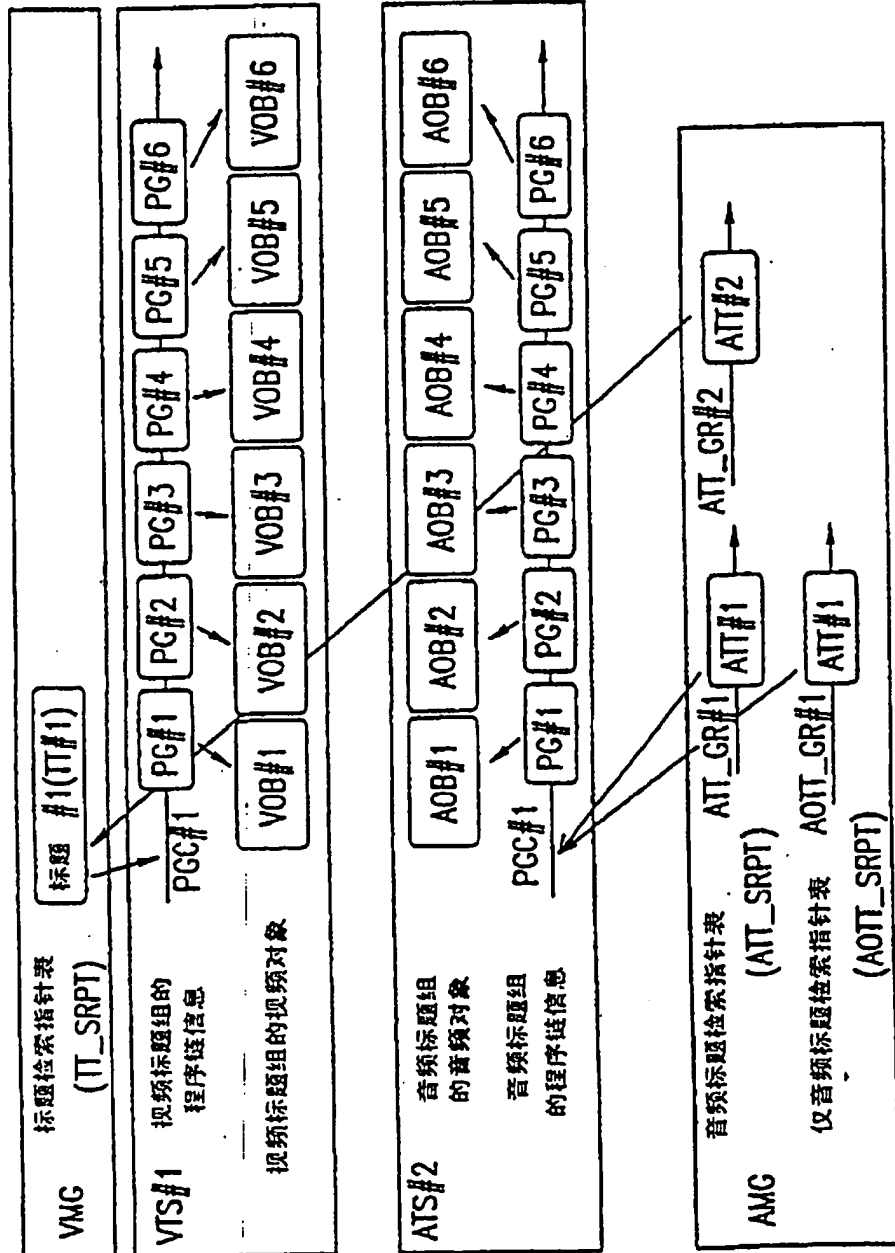 VMG
标题检索指针表
(TT_SRPT)
标题 #1(TT#1)
VTS#1
视频标题组的
程序链信息
PGC#1
PG#1
PG#2
PG#3
PG#4
PG#5
PG#6
视频标题组的视频对象
VOB#1
VOB#2
VOB#3
VOB#4
VOB#5
VOB#6
ATS#2
音频标题组
的音频对象
AOB#1
AOB#2
AOB#3
AOB#4
AOB#5
AOB#6
音频标题组
的程序链信息
PGC#1
PG#1
PG#2
PG#3
PG#4
PG#5
PG#6
AMG
音频标题检索指针表
(ATT_SRPT)
ATT_GR#1
ATT#1
ATT_GR#2
ATT#2
仅音频标题检索指针表
(AOTT_SRPT)
AOTT_GR#1
ATT#1